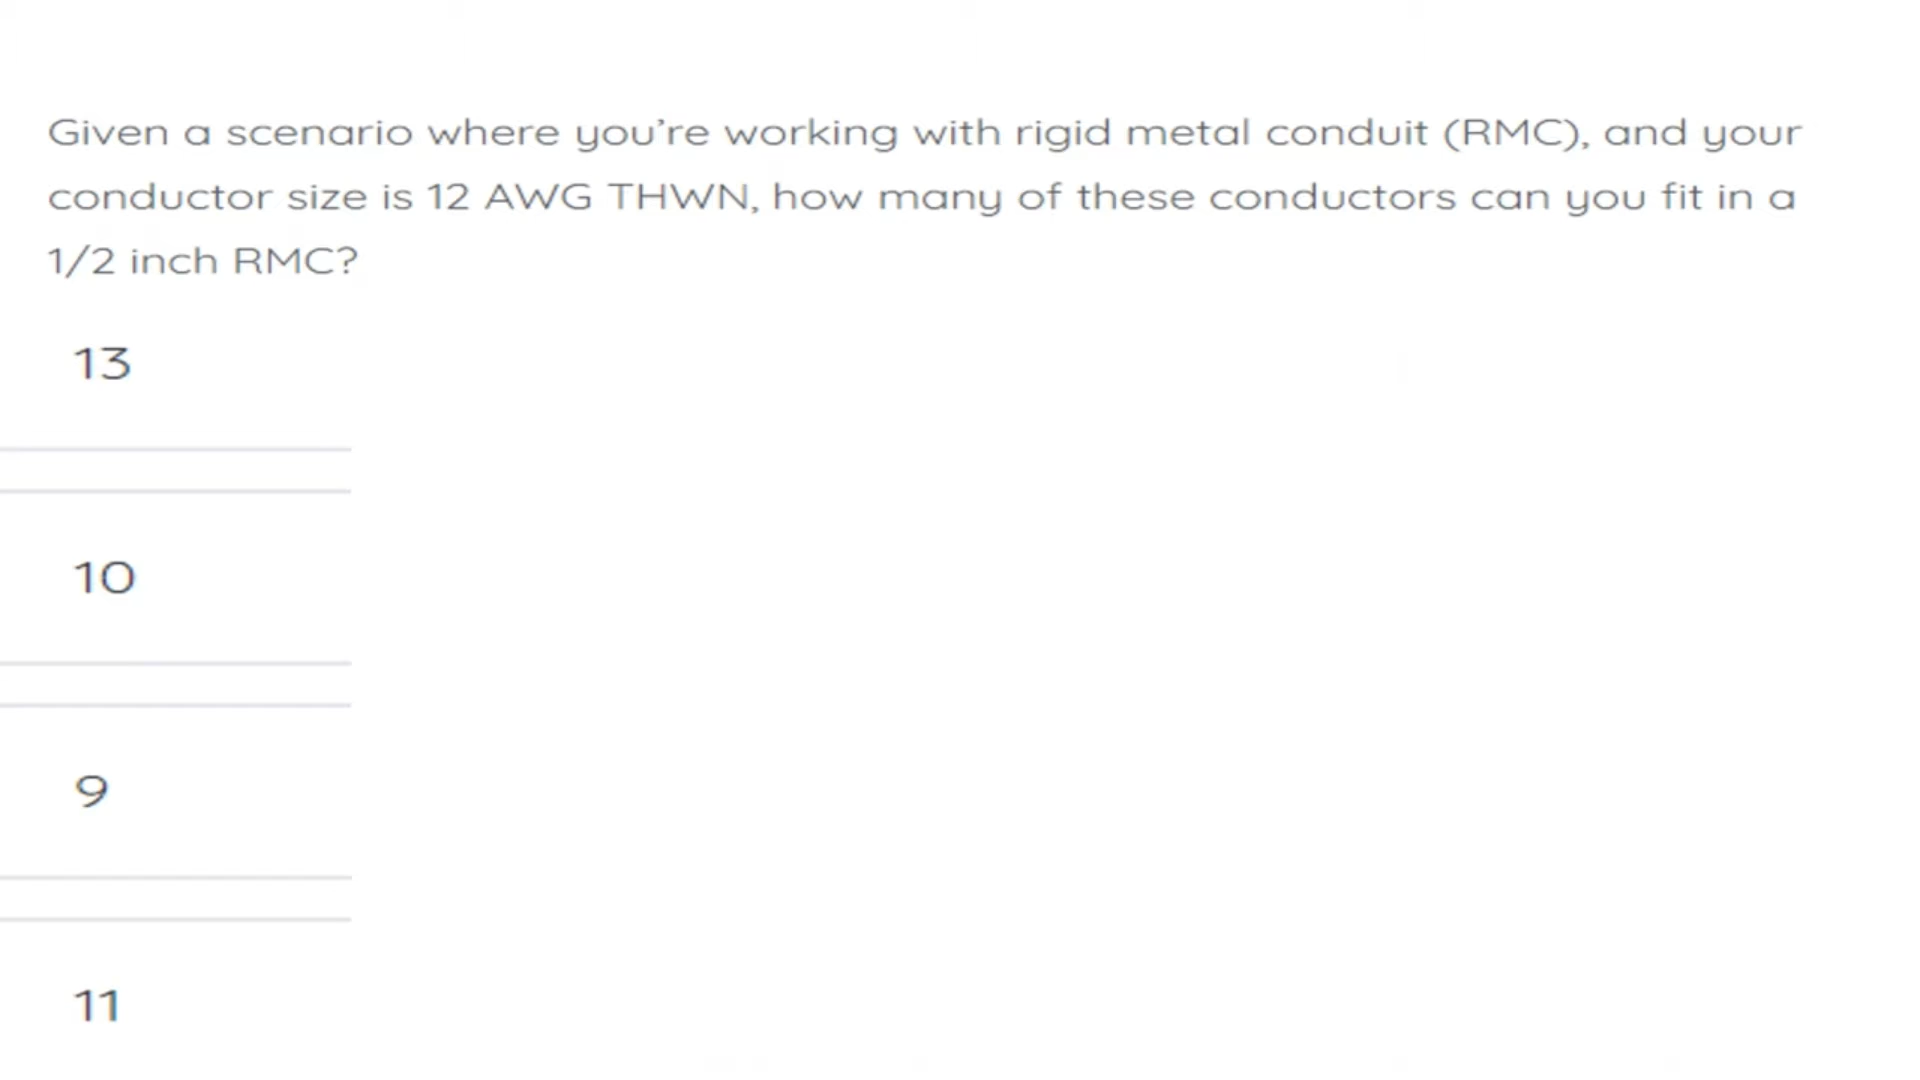 Given a scenario where you’re working with rigid metal conduit (RMC), and your
conductor size is 12 AWG THWN, how many of these conductors can you fit in a
1/2 inch RMC?
13
10
9
11